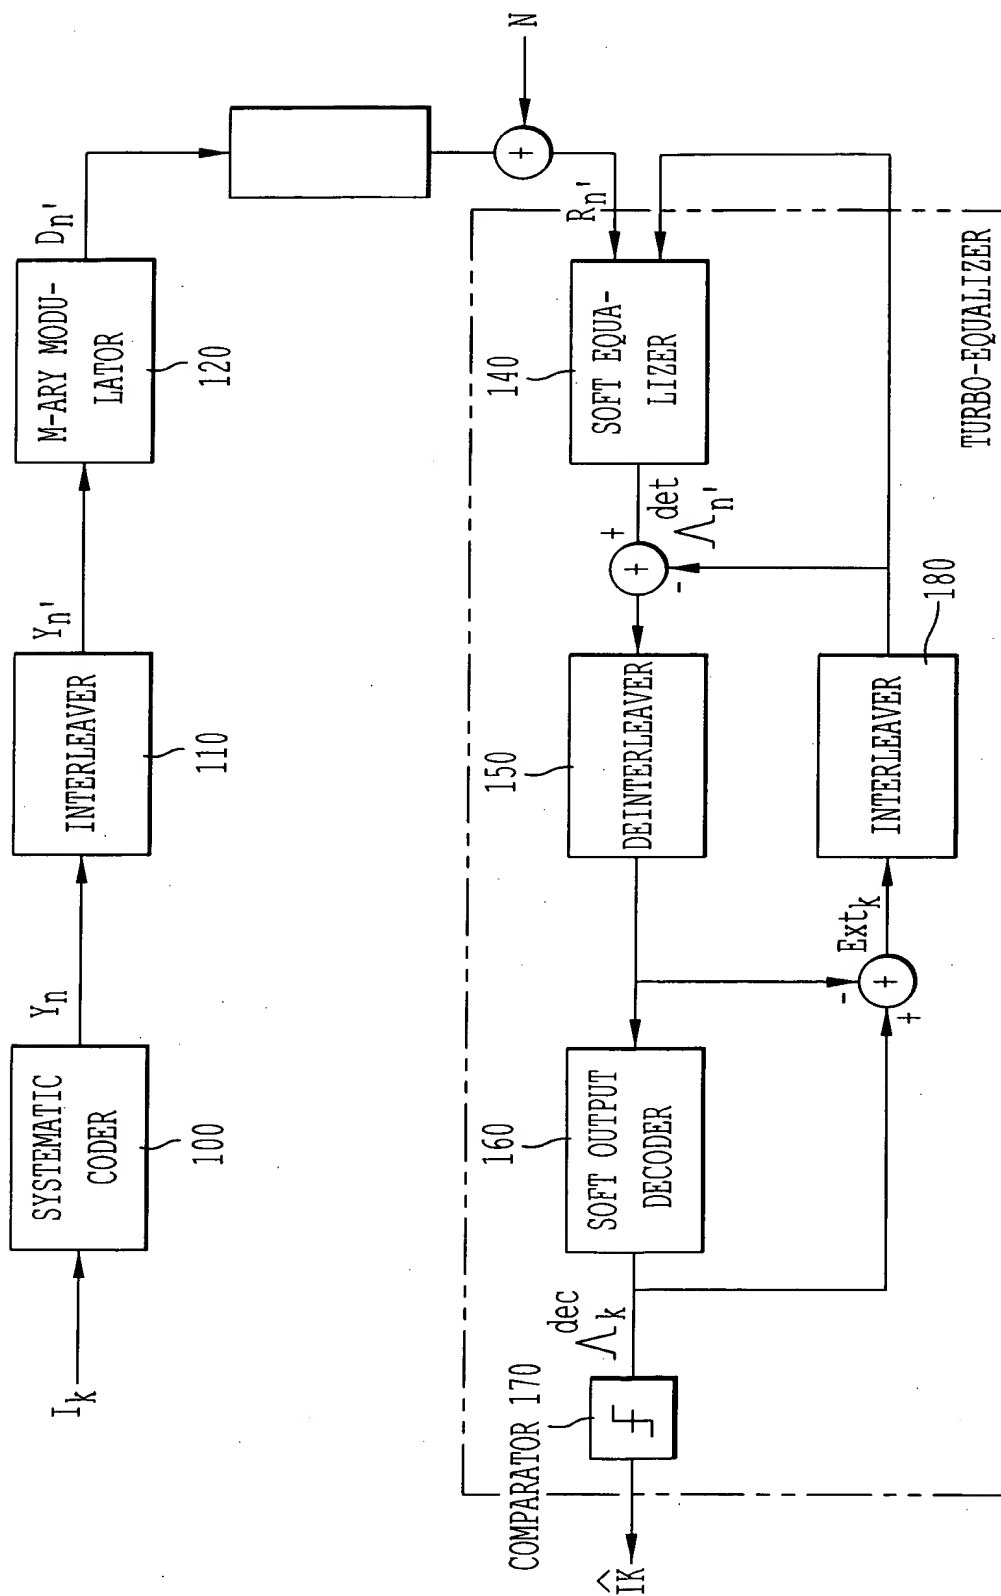 I_k
SYSTEMATIC
CODER
100
Y_n
INTERLEAVER
110
Y_n'
M-ARY MODU-
LATOR
120
D_n'
+
N
R_n'
SOFT EQUA-
LIZER
140
Λ_n'^det
+
+
-
DEINTERLEAVER
150
SOFT OUTPUT
DECODER
160
Λ_k^dec
COMPARATOR 170
ÎK
-
+
+
Ext_k
INTERLEAVER
180
TURBO-EQUALIZER